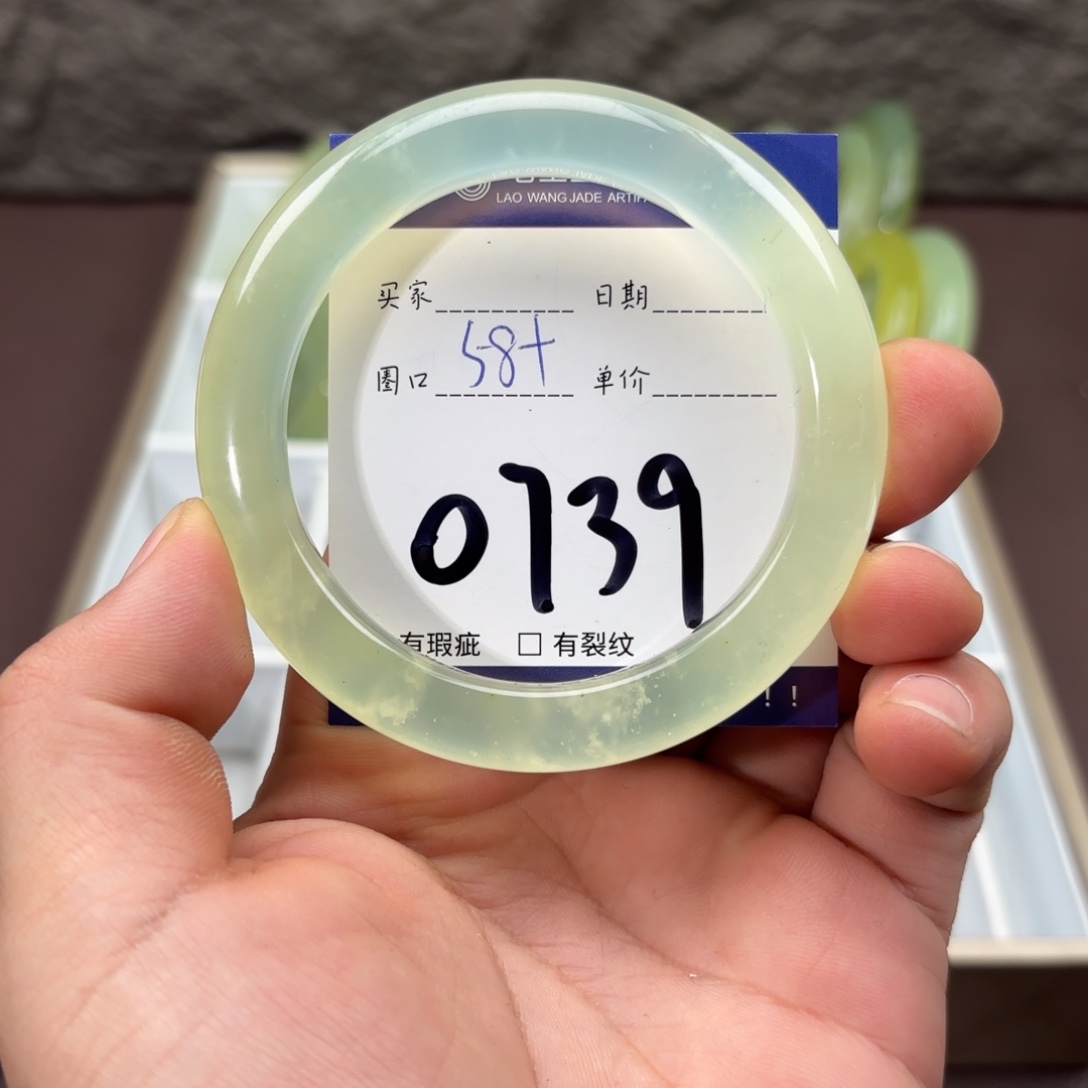 LAO WANG JADE ARTI
买家 日期
圈口 58+ 单价
0739
有瑕疵 □ 有裂纹
！！